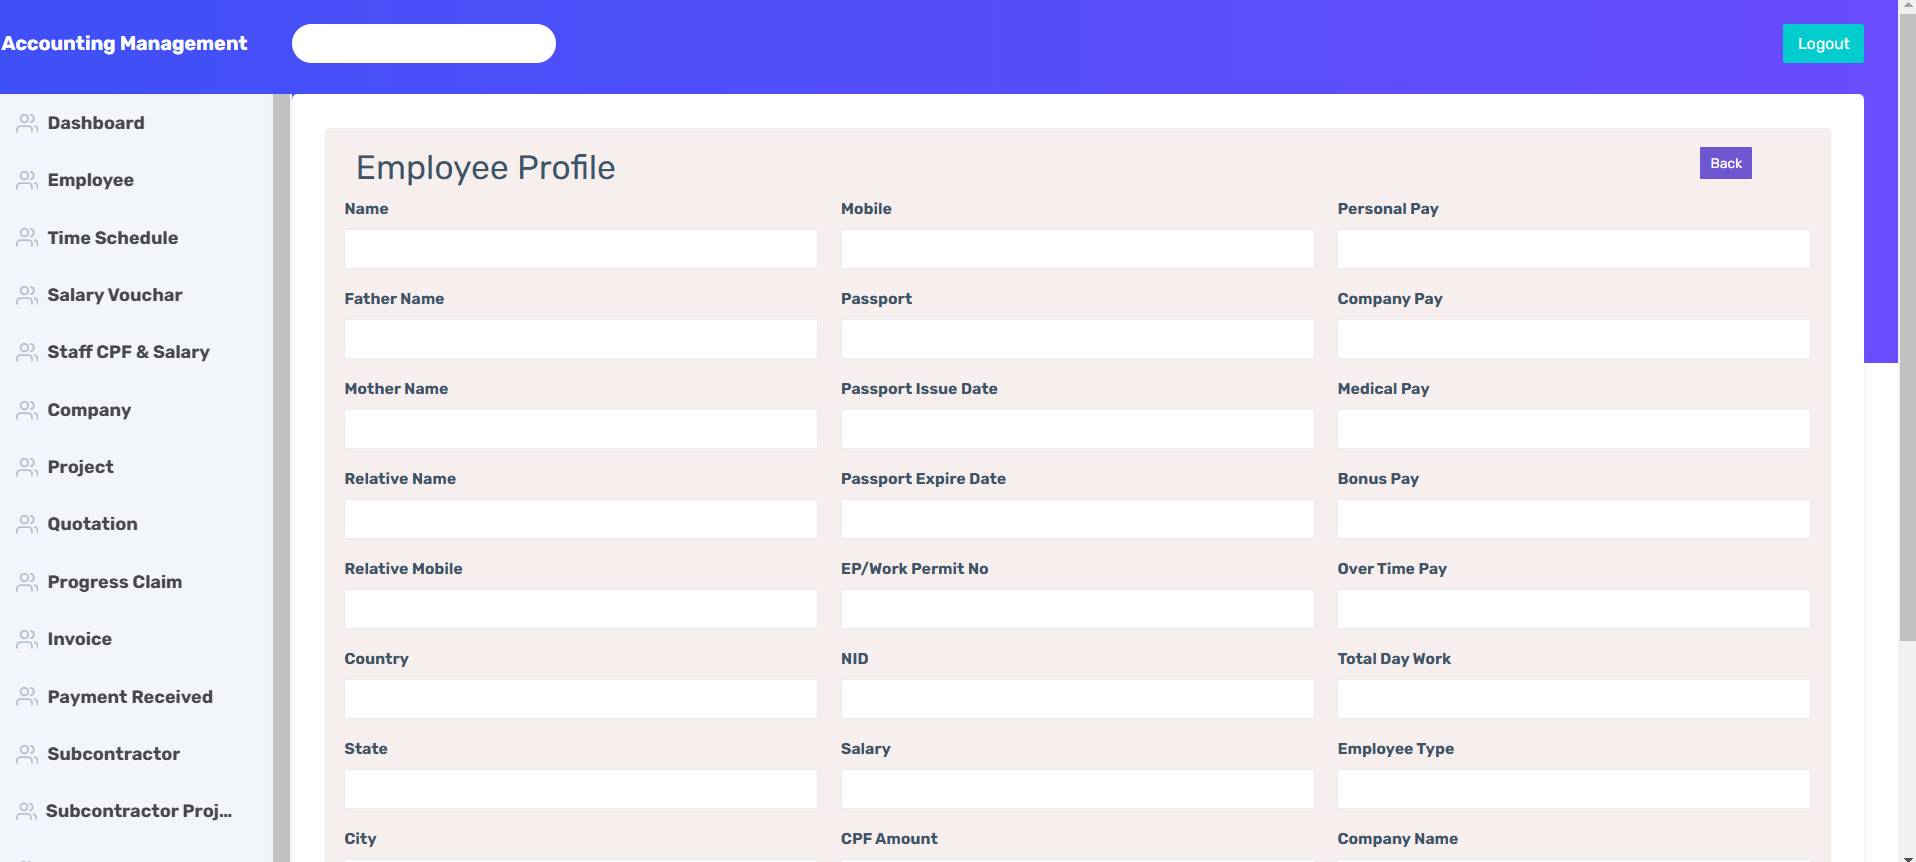 Accounting Management
Logout
Dashboard
Employee
Time Schedule
Salary Vouchar
Staff CPF & Salary
Company
Project
Quotation
Progress Claim
Invoice
Payment Received
Subcontractor
Subcontractor Proj...
Employee Profile
Back
Name
Mobile
Personal Pay
Father Name
Passport
Company Pay
Mother Name
Passport Issue Date
Medical Pay
Relative Name
Passport Expire Date
Bonus Pay
Relative Mobile
EP/Work Permit No
Over Time Pay
Country
NID
Total Day Work
State
Salary
Employee Type
City
CPF Amount
Company Name